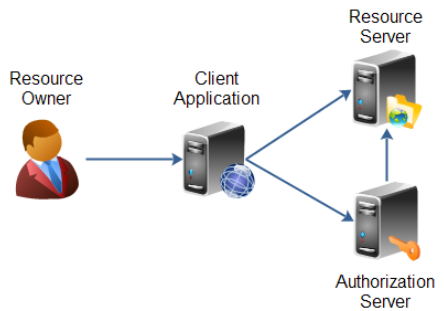 Resource
Owner
Client
Application
Resource
Server
Authorization
Server